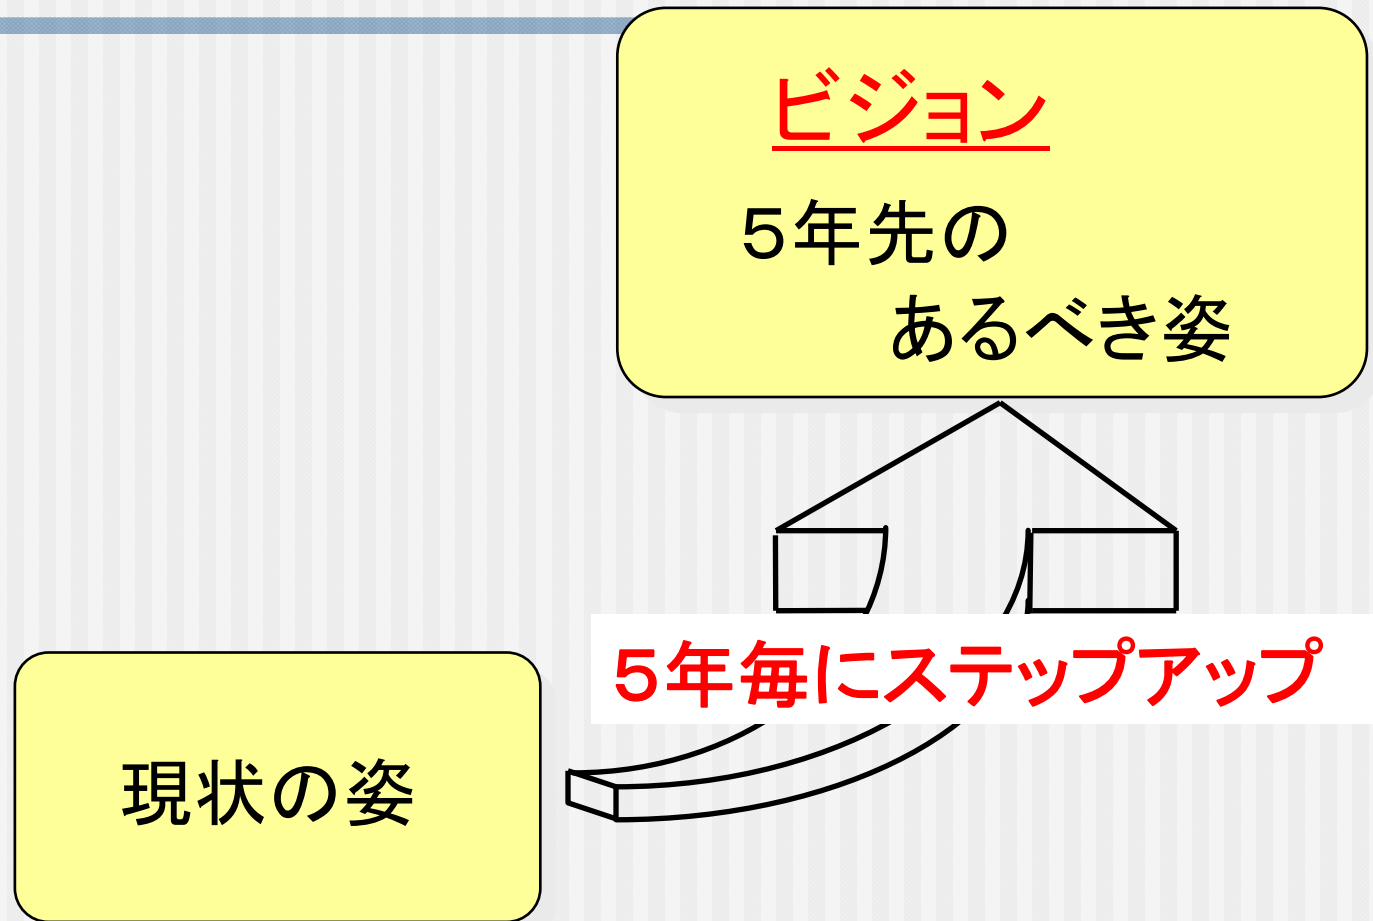 ビジョン
５年先の
あるべき姿
５年毎にステップアップ
現状の姿